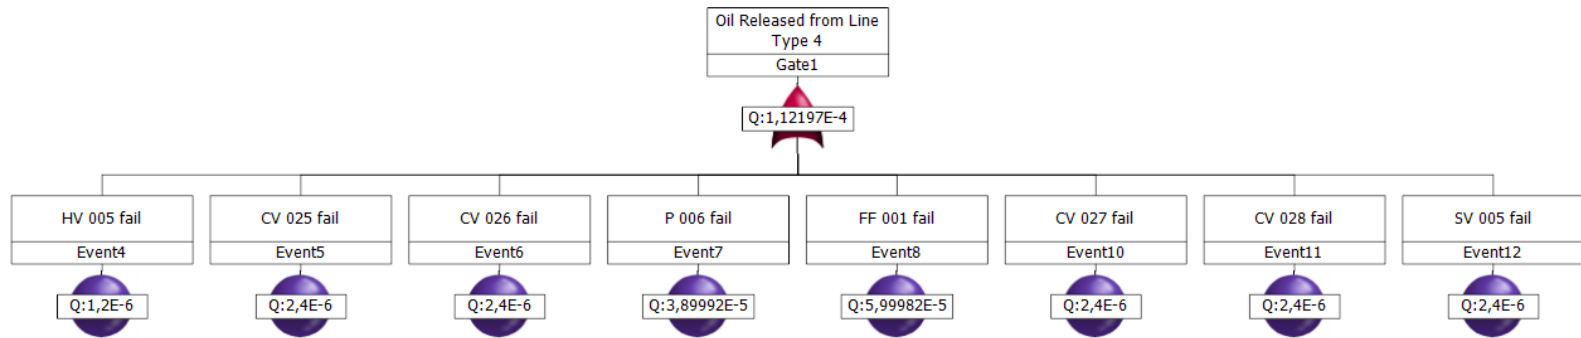 Oil Released from Line
Type 4
Gate1
Q:1,12197E-4
HV 005 fail
Event4
Q:1,2E-6
CV 025 fail
Event5
Q:2,4E-6
CV 026 fail
Event6
Q:2,4E-6
P 006 fail
Event7
Q:3,89992E-5
FF 001 fail
Event8
Q:5,99982E-5
CV 027 fail
Event10
Q:2,4E-6
CV 028 fail
Event11
Q:2,4E-6
SV 005 fail
Event12
Q:2,4E-6